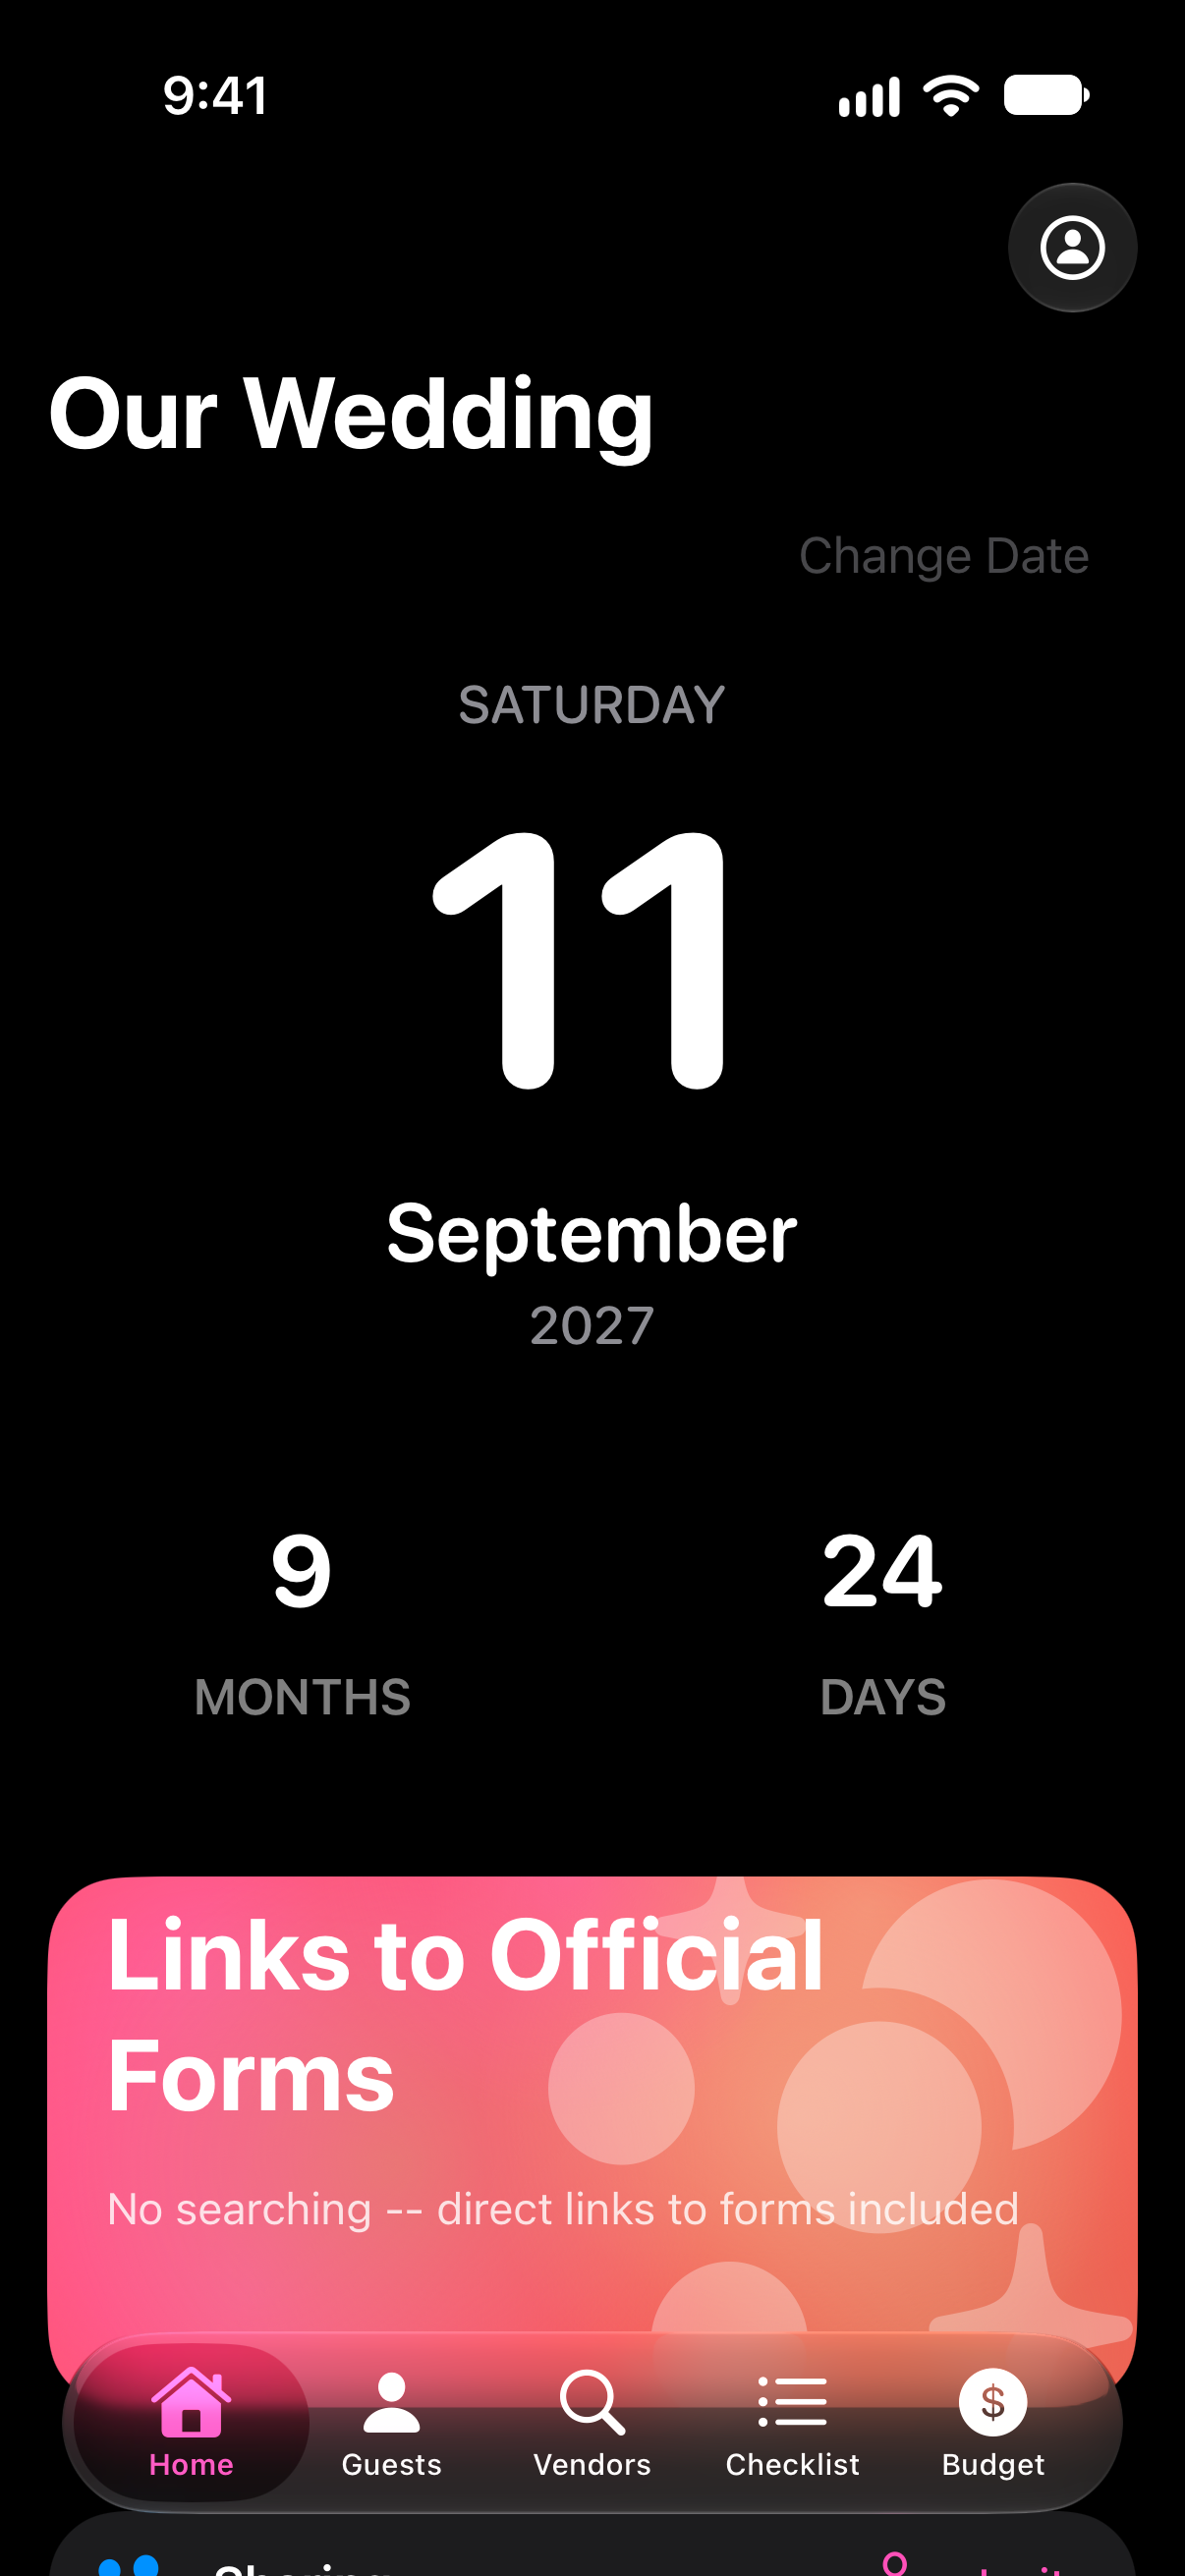 9:41
Our Wedding
Change Date
SATURDAY
11
September
2027
9
24
MONTHS
DAYS
Links to Official
Forms
No searching -- direct links to forms included
$
Home
Guests
Vendors
Checklist
Budget